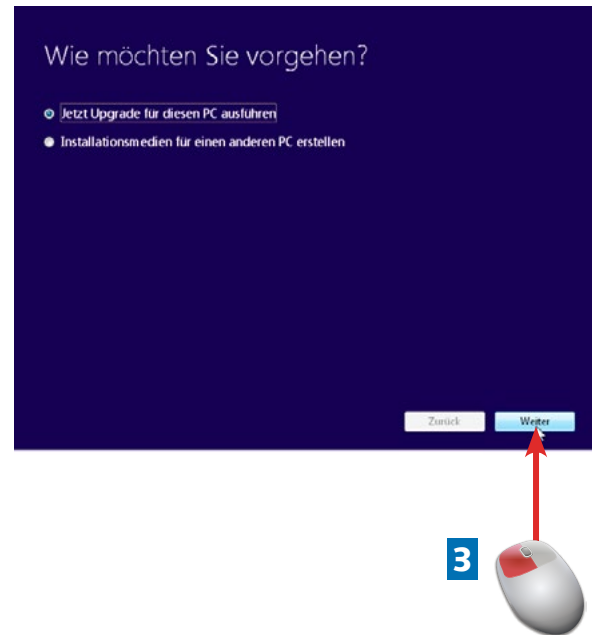 Wie möchten Sie vorgehen?
Jetzt Upgrade für diesen PC ausführen
Installationsmedien für einen anderen PC erstellen
Zurück
Weiter
3